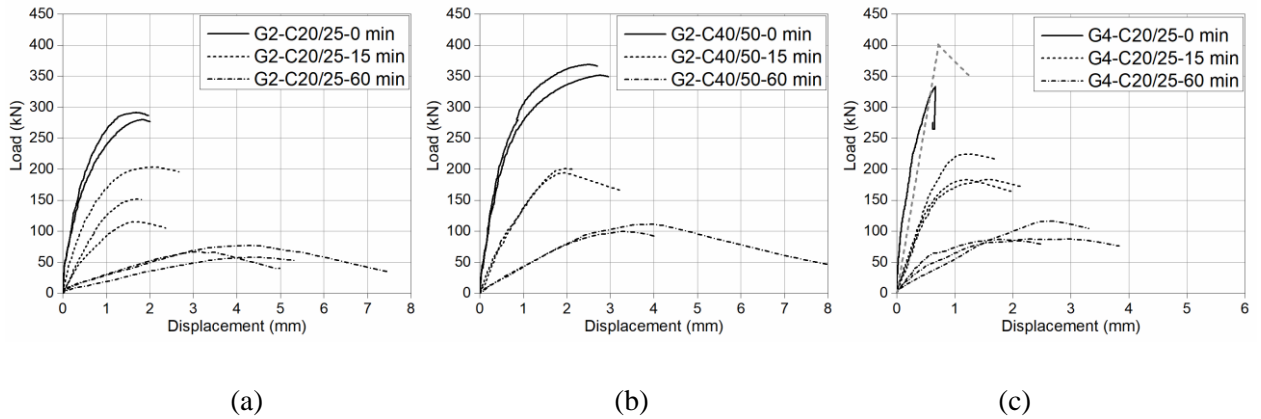 450
400
350
300
250
200
150
100
50
0
Load (kN)
G2-C20/25-0 min
G2-C20/25-15 min
G2-C20/25-60 min
0 1 2 3 4 5 6 7 8
Displacement (mm)
450
400
350
300
250
200
150
100
50
0
Load (kN)
G2-C40/50-0 min
G2-C40/50-15 min
G2-C40/50-60 min
0 1 2 3 4 5 6 7 8
Displacement (mm)
450
400
350
300
250
200
150
100
50
0
Load (kN)
G4-C20/25-0 min
G4-C20/25-15 min
G4-C20/25-60 min
0 1 2 3 4 5 6
Displacement (mm)
(a) (b) (c)